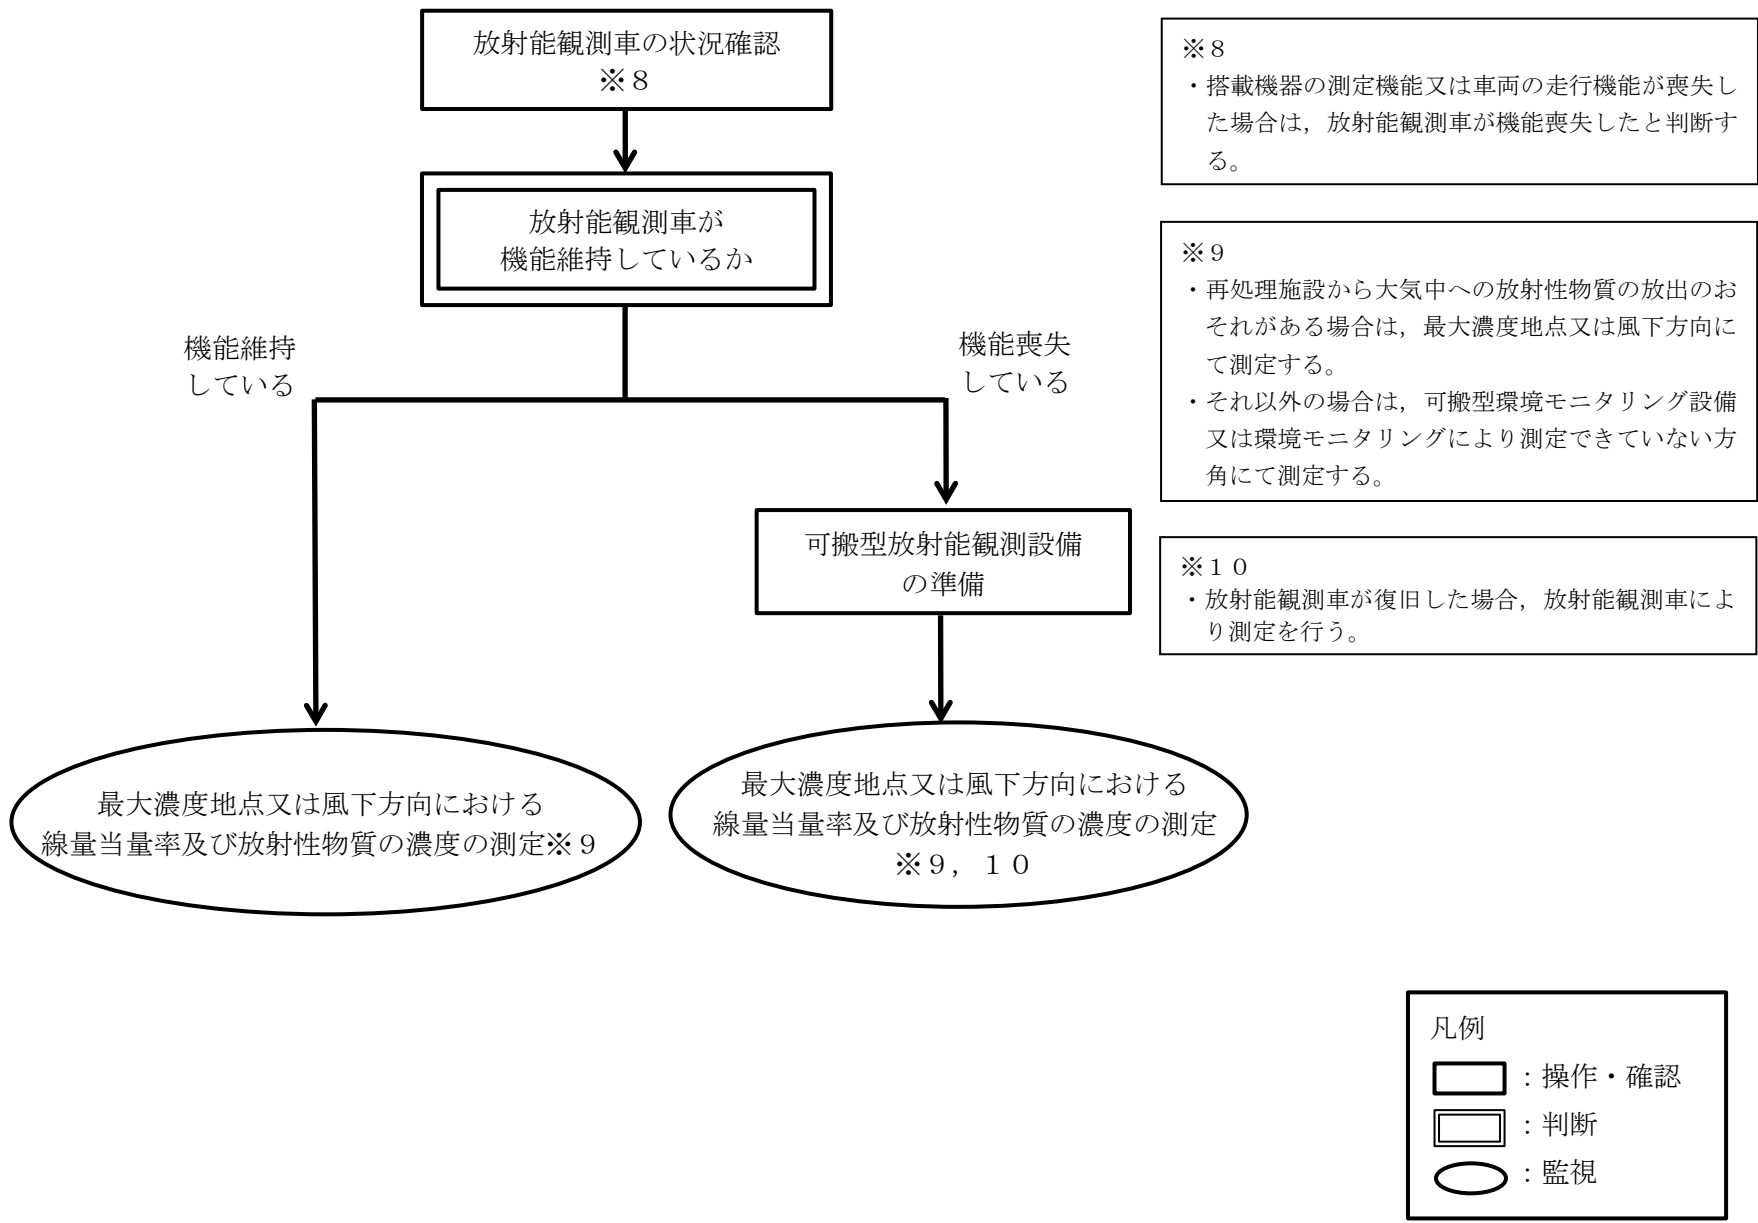 放射能観測車の状況確認
※８
放射能観測車が
機能維持しているか
機能維持
している
機能喪失
している
可搬型放射能観測設備
の準備
最大濃度地点又は風下方向における
線量当量率及び放射性物質の濃度の測定※９
最大濃度地点又は風下方向における
線量当量率及び放射性物質の濃度の測定
※９，１０
※８
・搭載機器の測定機能又は車両の走行機能が喪失し
た場合は，放射能観測車が機能喪失したと判断す
る。
※９
・再処理施設から大気中への放射性物質の放出のお
それがある場合は，最大濃度地点又は風下方向に
て測定する。
・それ以外の場合は，可搬型環境モニタリング設備
又は環境モニタリングにより測定できていない方
角にて測定する。
※１０
・放射能観測車が復旧した場合，放射能観測車によ
り測定を行う。
凡例
：操作・確認
：判断
：監視